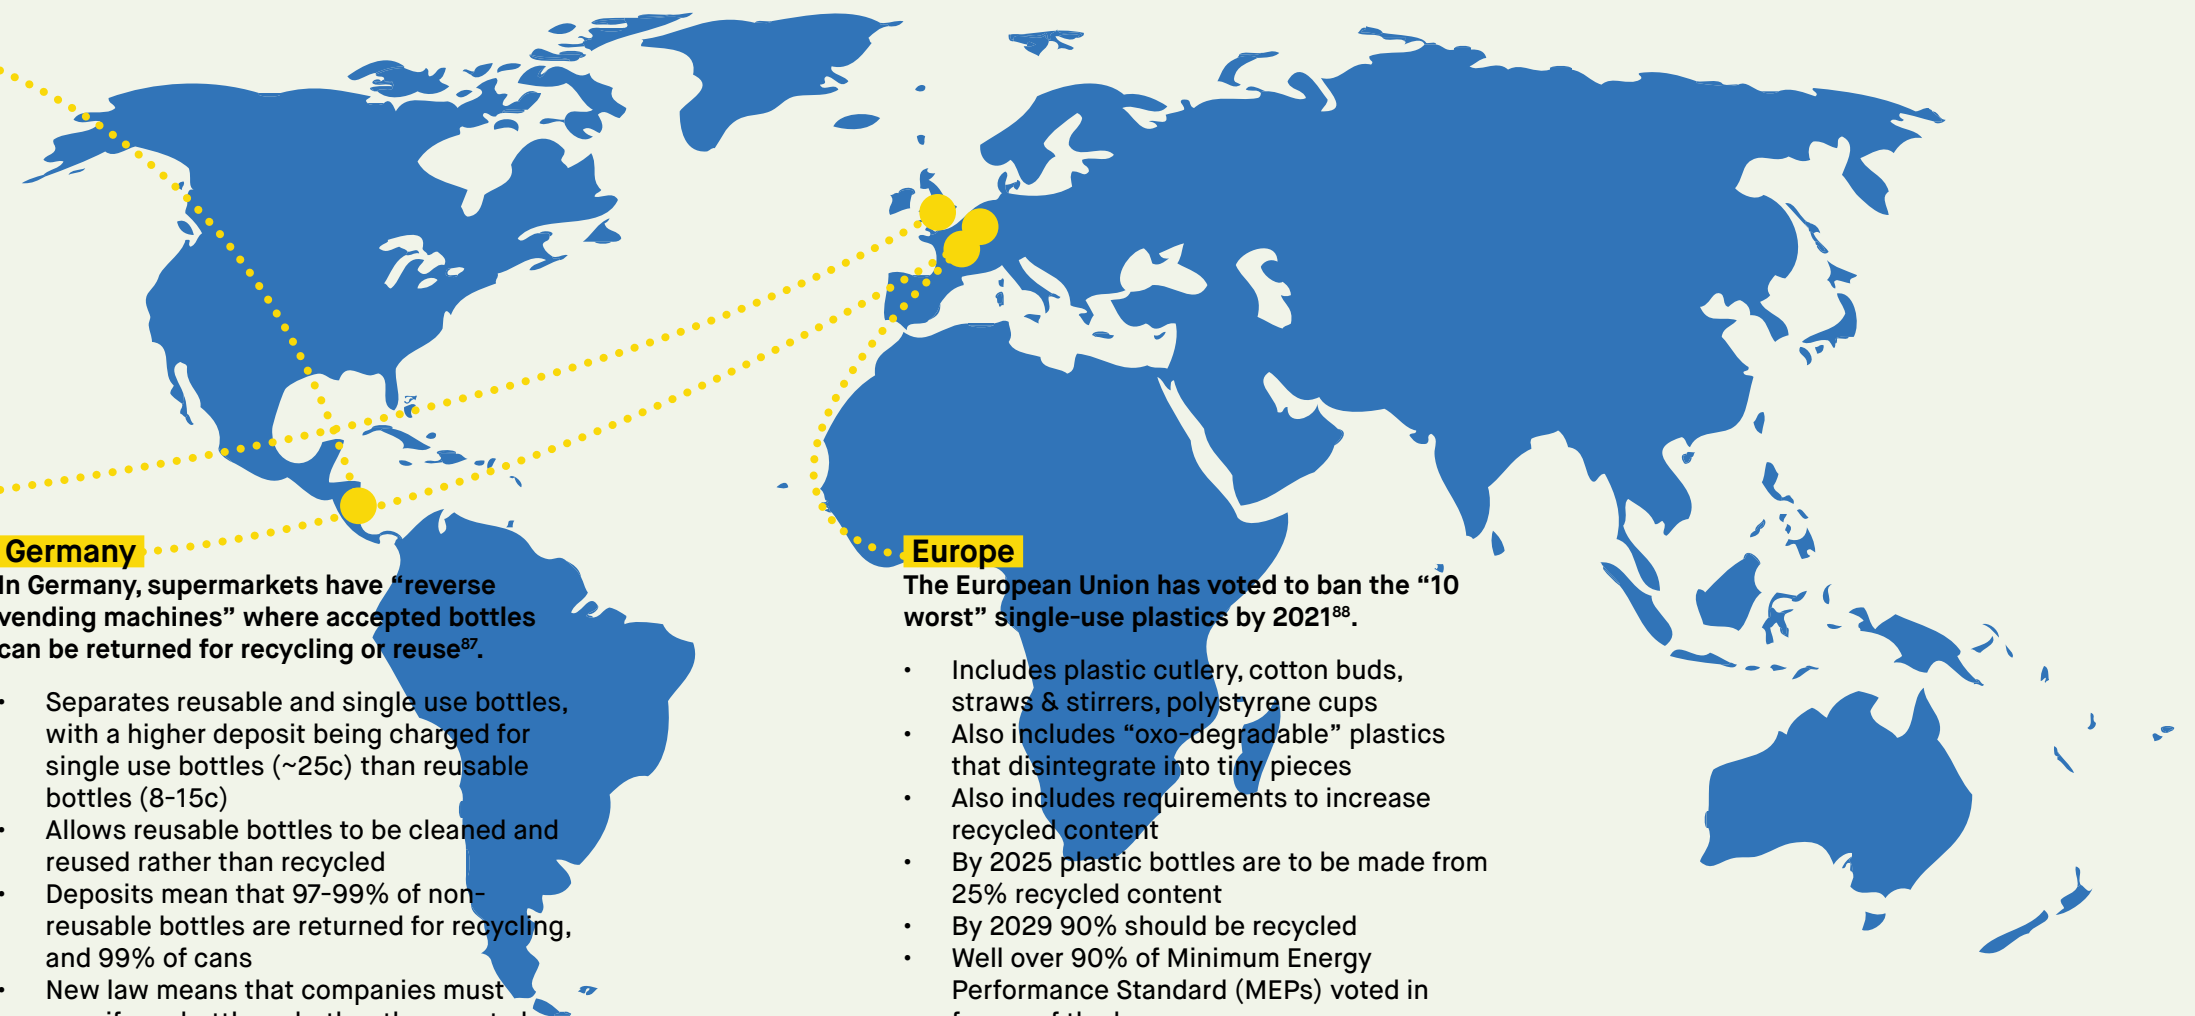 Germany
In Germany, supermarkets have “reverse
vending machines” where accepted bottles
can be returned for recycling or reuse⁸⁷.
• Separates reusable and single use bottles,
with a higher deposit being charged for
single use bottles (~25c) than reusable
bottles (8-15c)
• Allows reusable bottles to be cleaned and
reused rather than recycled
• Deposits mean that 97-99% of non-
reusable bottles are returned for recycling,
and 99% of cans
• New law means that companies must
Europe
The European Union has voted to ban the “10
worst” single-use plastics by 2021⁸⁸.
• Includes plastic cutlery, cotton buds,
straws & stirrers, polystyrene cups
• Also includes “oxo-degradable” plastics
that disintegrate into tiny pieces
• Also includes requirements to increase
recycled content
• By 2025 plastic bottles are to be made from
25% recycled content
• By 2029 90% should be recycled
• Well over 90% of Minimum Energy
Performance Standard (MEPs) voted in